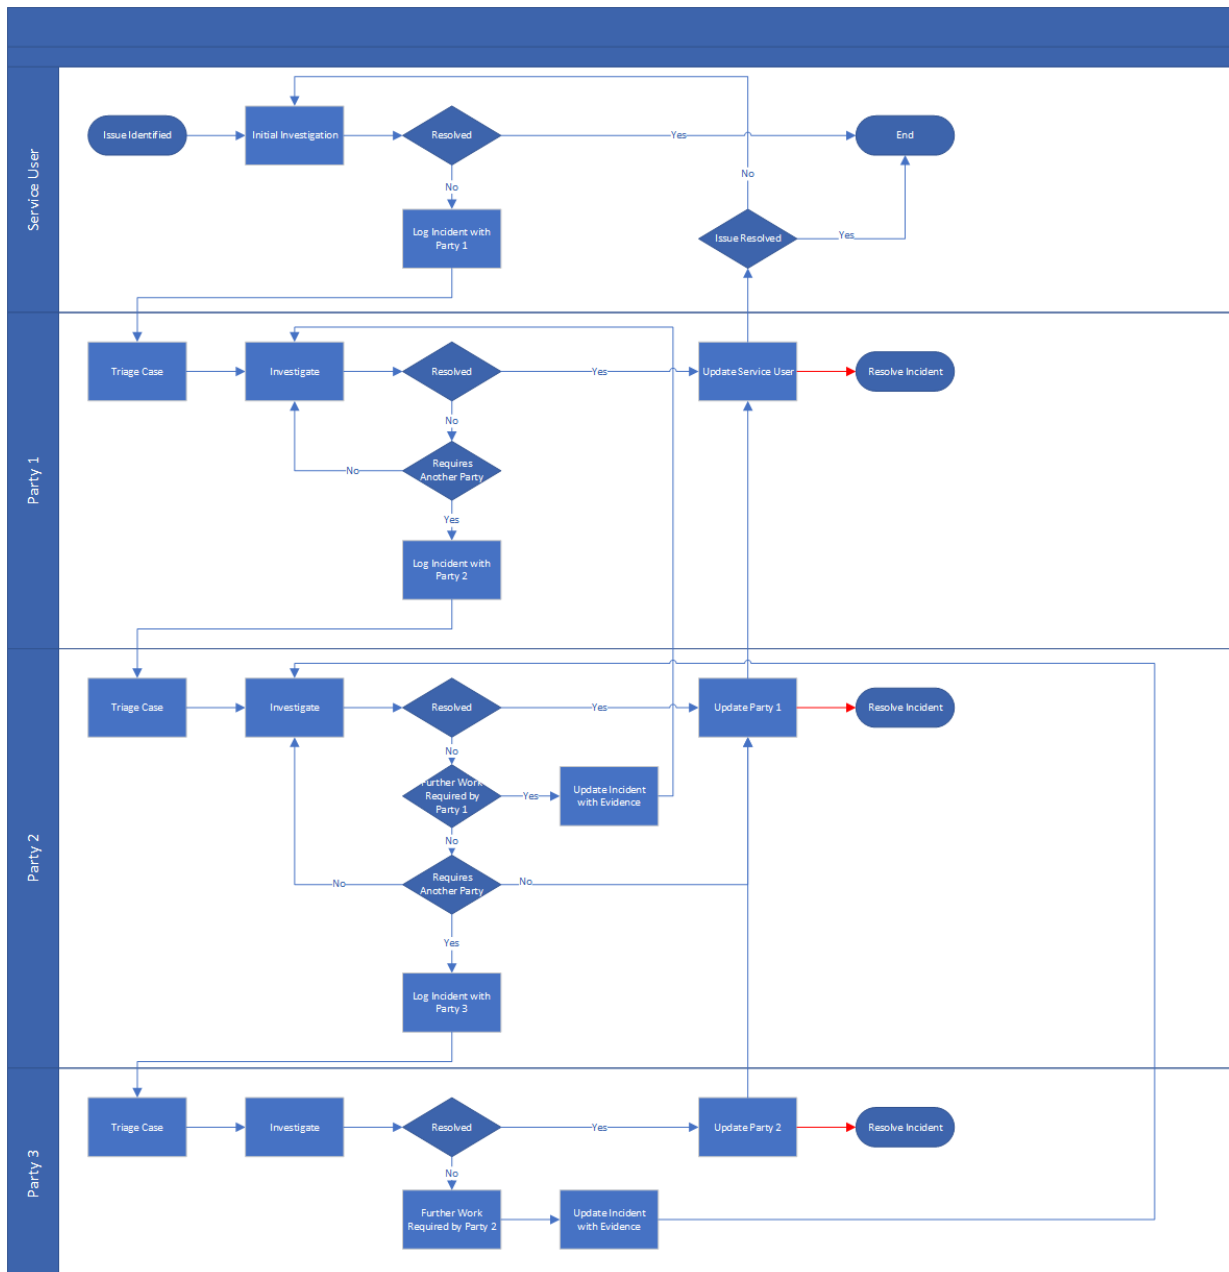 Service User
Issue Identified
Initial Investigation
Resolved
Yes
End
No
No
Log Incident with
Party 1
Issue Resolved
Yes
Party 1
Triage Case
Investigate
Resolved
Yes
Update Service User
Resolve Incident
No
Requires
Another Party
No
Yes
Log Incident with
Party 2
Party 2
Triage Case
Investigate
Resolved
Yes
Update Party 1
Resolve Incident
No
Further Work
Required by
Party 1
Yes
Update Incident
with Evidence
No
Requires
Another Party
No
No
Yes
Log Incident with
Party 3
Party 3
Triage Case
Investigate
Resolved
Yes
Update Party 2
Resolve Incident
No
Further Work
Required by Party 2
Update Incident
with Evidence